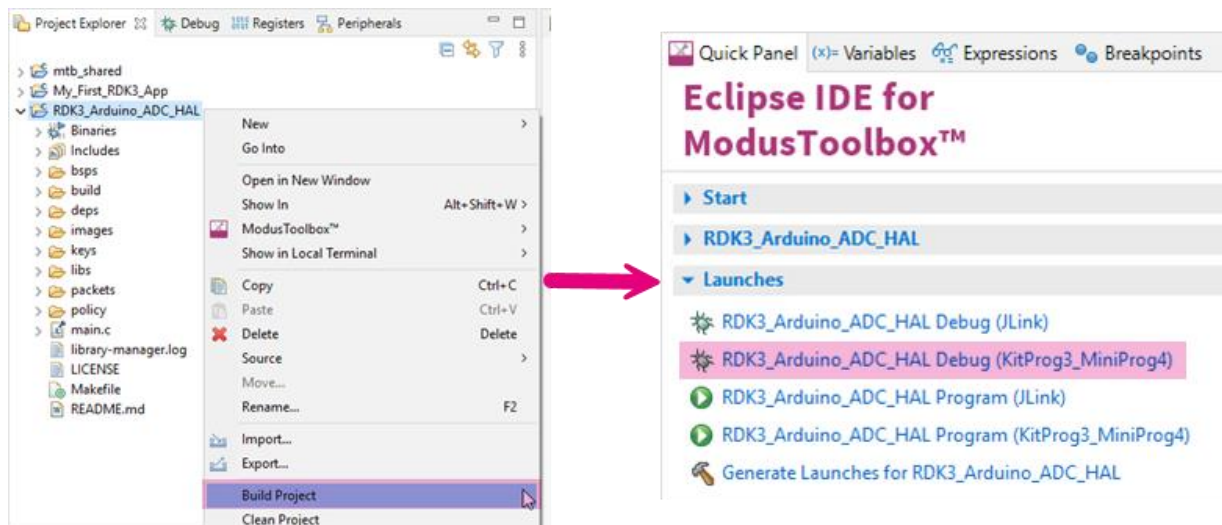 Project Explorer Debug Registers Peripherals
mtb_shared
My_First_RDK3_App
RDK3_Arduino_ADC_HAL
Binaries
Includes
bsps
build
deps
images
keys
libs
packets
policy
main.c
library-manager.log
LICENSE
Makefile
README.md
New
Go Into
Open in New Window
Show In Alt+Shift+W >
ModusToolbox™
Show in Local Terminal
Copy Ctrl+C
Paste Ctrl+V
Delete Delete
Source
Move...
Rename... F2
Import...
Export...
Build Project
Clean Project
Quick Panel (x)= Variables Expressions Breakpoints
Eclipse IDE for
ModusToolbox™
Start
RDK3_Arduino_ADC_HAL
Launches
RDK3_Arduino_ADC_HAL Debug (JLink)
RDK3_Arduino_ADC_HAL Debug (KitProg3_MiniProg4)
RDK3_Arduino_ADC_HAL Program (JLink)
RDK3_Arduino_ADC_HAL Program (KitProg3_MiniProg4)
Generate Launches for RDK3_Arduino_ADC_HAL